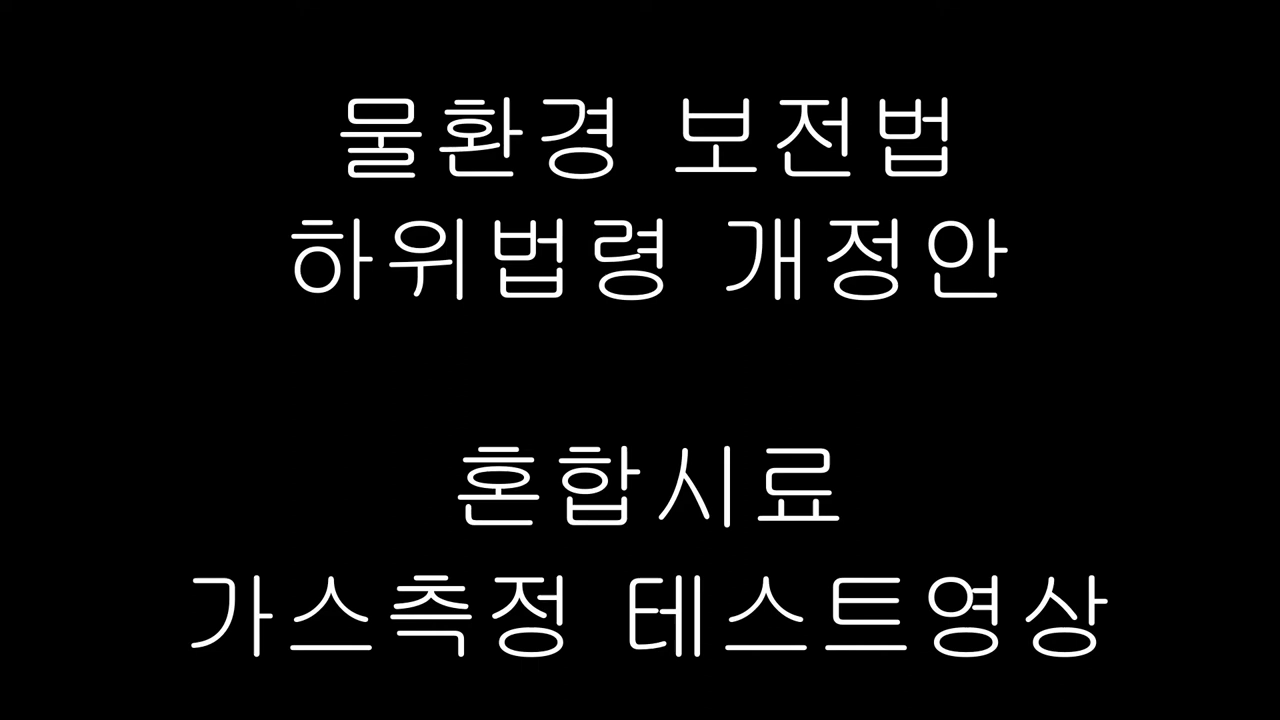 물환경 보전법
하위법령 개정안
혼합시료
가스측정 테스트영상